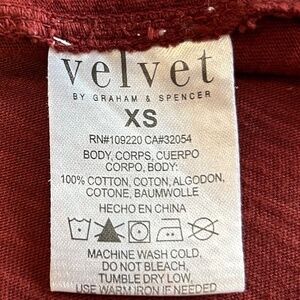 velvet
BY GRAHAM & SPENCER
XS
RN#109220 CA#32054
BODY, CORPS, CUERPO
CORPO, BODY:
100% COTTON, COTON, ALGODON,
COTONE, BAUMWOLLE
HECHO EN CHINA
MACHINE WASH COLD,
DO NOT BLEACH,
TUMBLE DRY LOW,
USE WARM IRON IF NEEDED